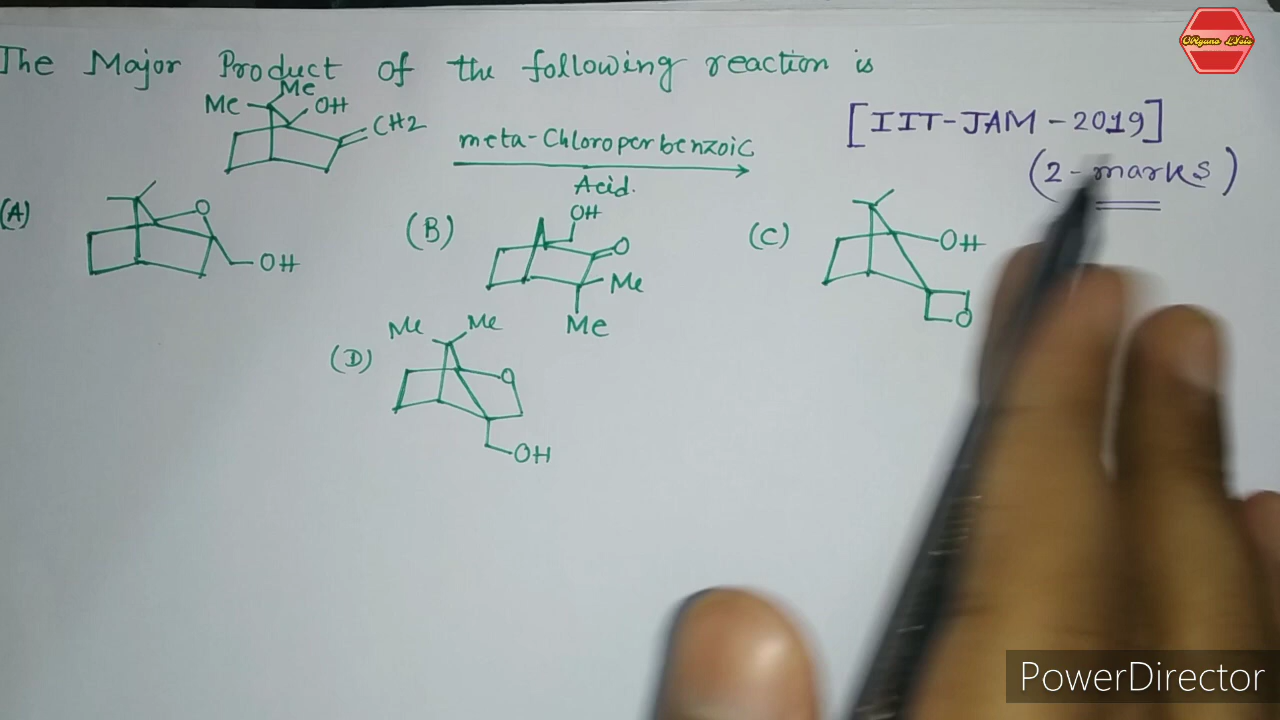 The Major Product of the following reaction is
Me Me OH CH2
meta-Chloroperbenzoic
Acid.
[IIT-JAM-2019]
(2-marks)
(A) O OH
(B) OH O Me Me
(C) OH O
(D) Me Me O OH
PowerDirector